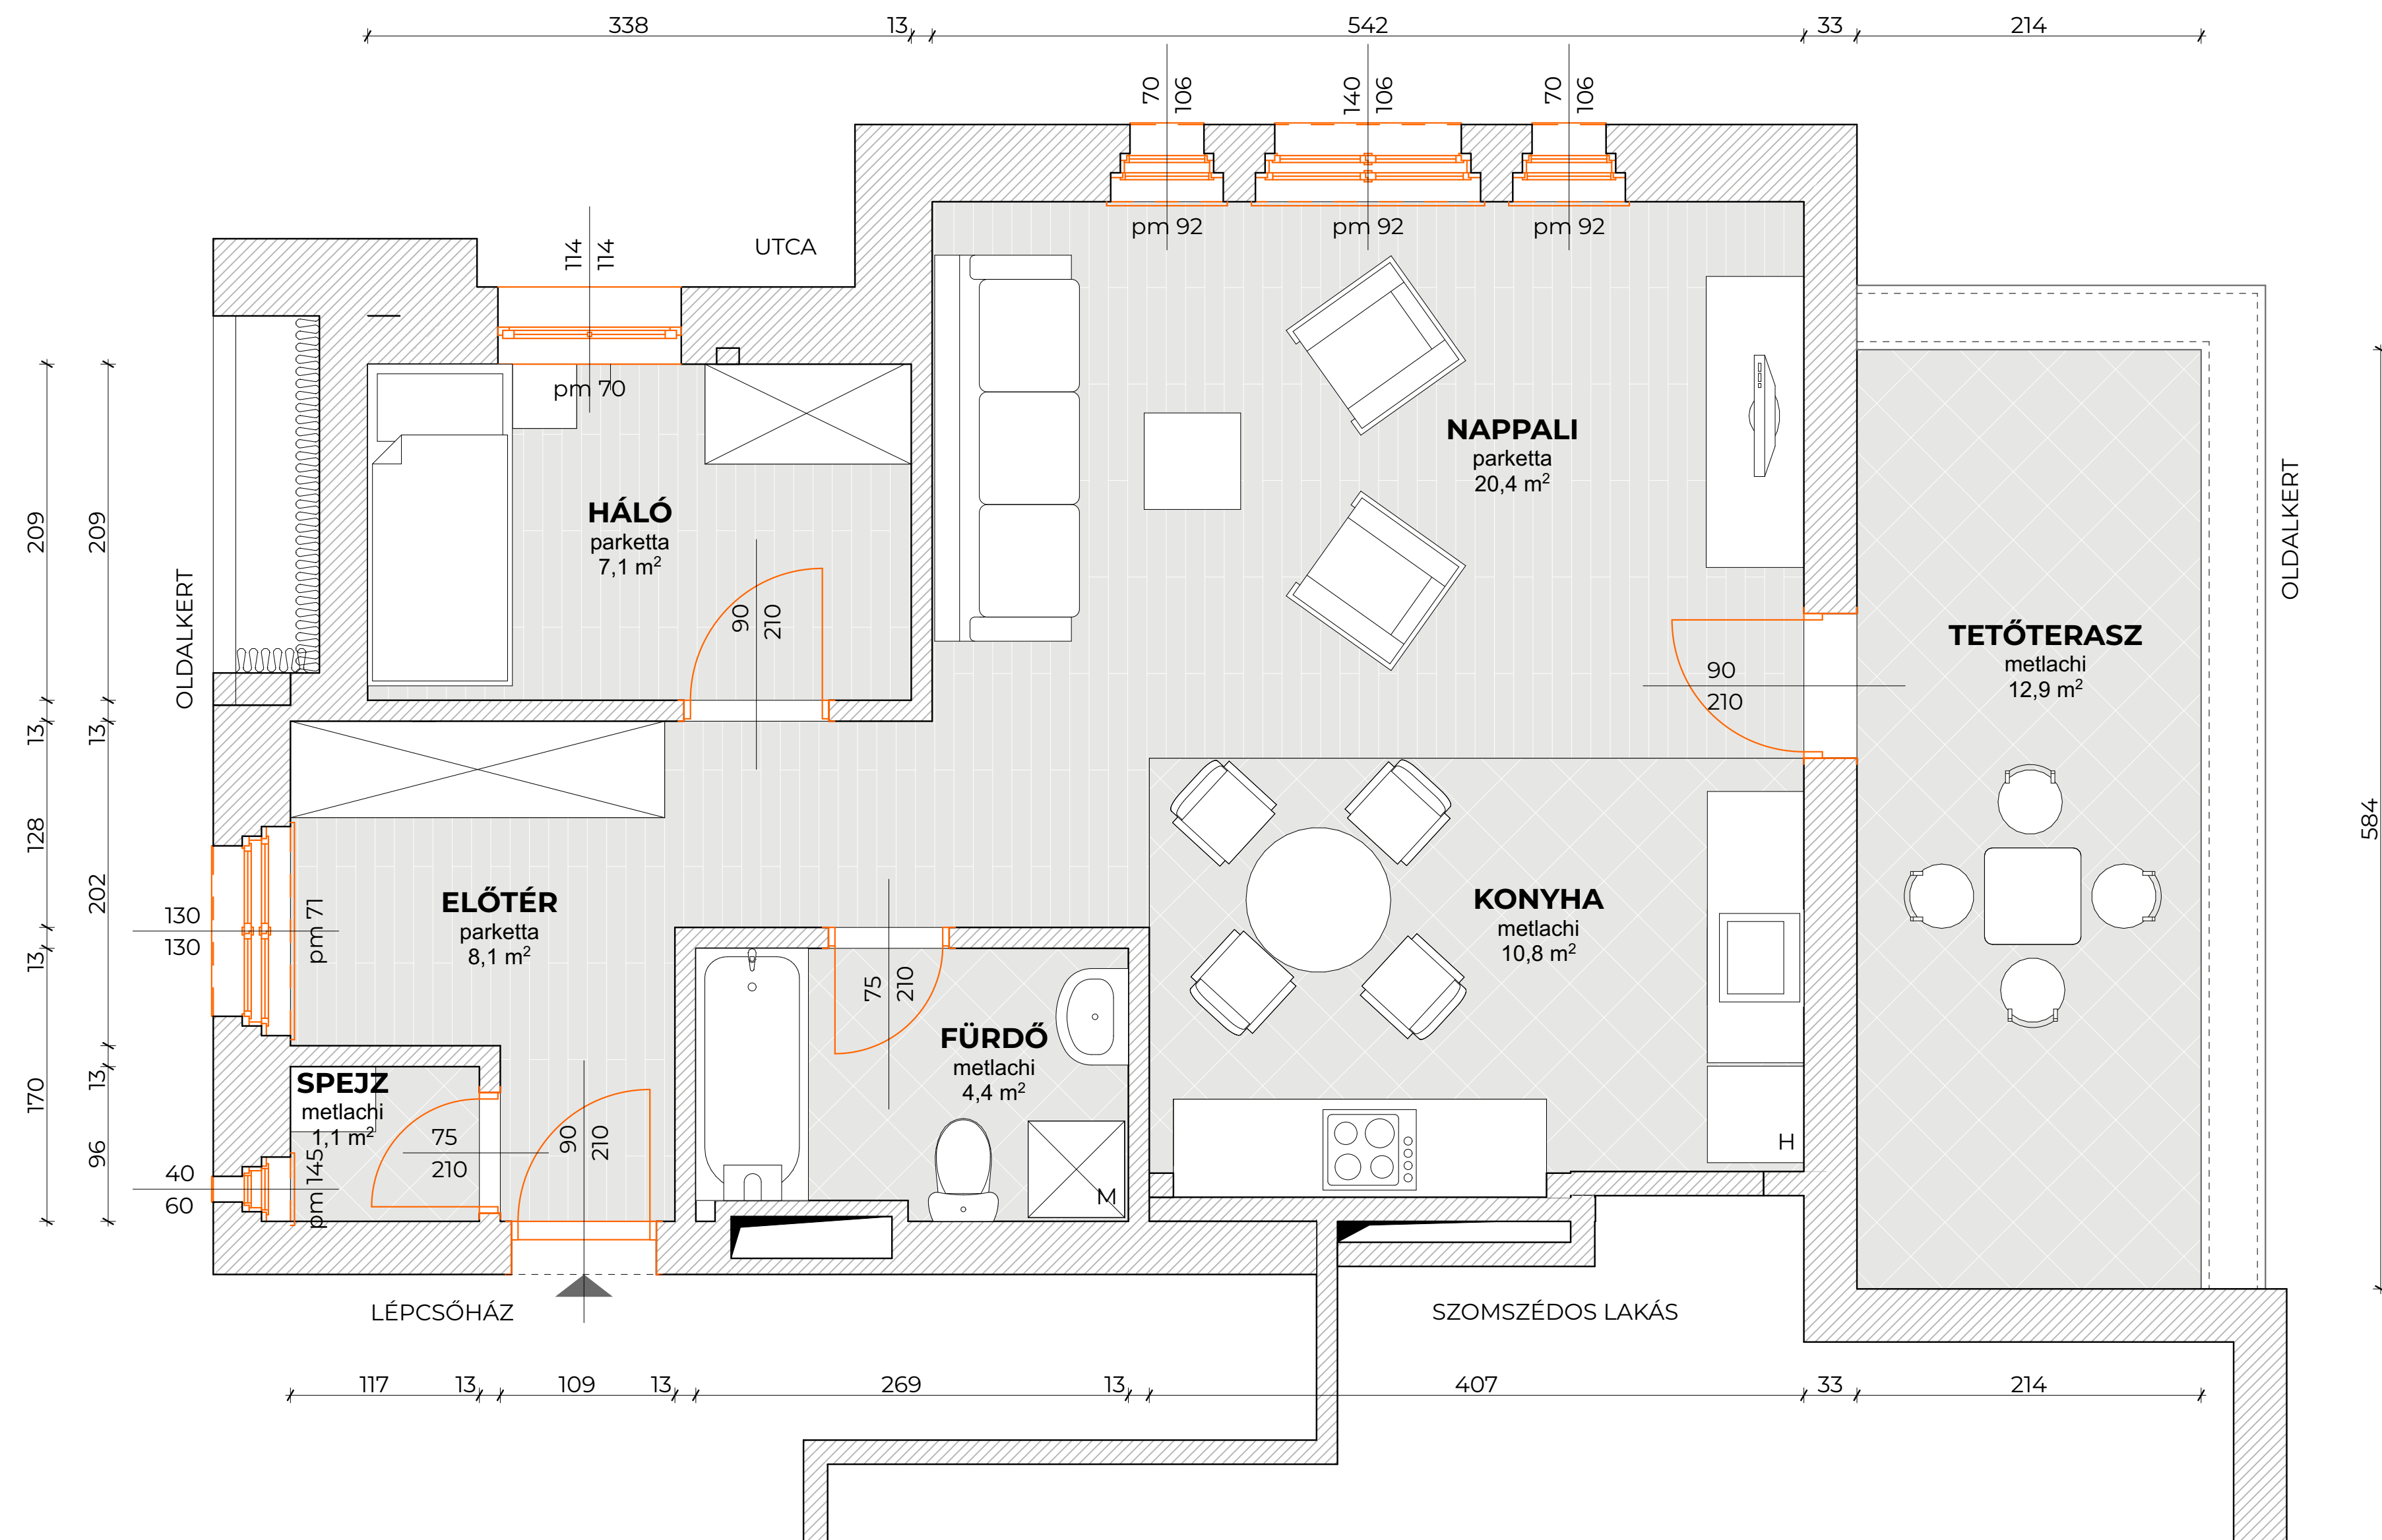 338
13
542
33
214
70
106
140
106
70
106
pm 92
pm 92
pm 92
UTCA
114
114
pm 70
NAPPALI
parketta
20,4 m²
HÁLÓ
parketta
7,1 m²
90
210
OLDALKERT
OLDALKERT
209
209
13
13
128
202
13
13
170
96
90
210
TETŐTERASZ
metlachi
12,9 m²
584
130
130
pm 71
ELŐTÉR
parketta
8,1 m²
KONYHA
metlachi
10,8 m²
75
210
FÜRDŐ
metlachi
4,4 m²
SPEJZ
metlachi
1,1 m²
75
210
90
210
40
60
pm 145
M
H
LÉPCSŐHÁZ
SZOMSZÉDOS LAKÁS
117
13
109
13
269
13
407
33
214